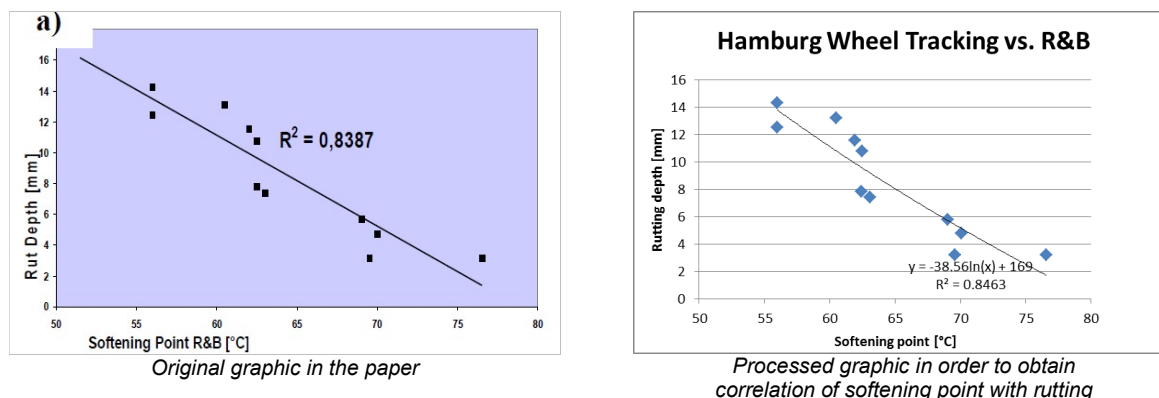 a)
16
14
12
10
8
6
4
2
0
Rut Depth [mm]
R² = 0,8387
50 55 60 65 70 75 80
Softening Point R&B [°C]
Original graphic in the paper
Hamburg Wheel Tracking vs. R&B
16
14
12
10
8
6
4
2
0
Rutting depth [mm]
y = -38.56ln(x) + 169
R² = 0.8463
50 55 60 65 70 75 80
Softening point [°C]
Processed graphic in order to obtain
correlation of softening point with rutting